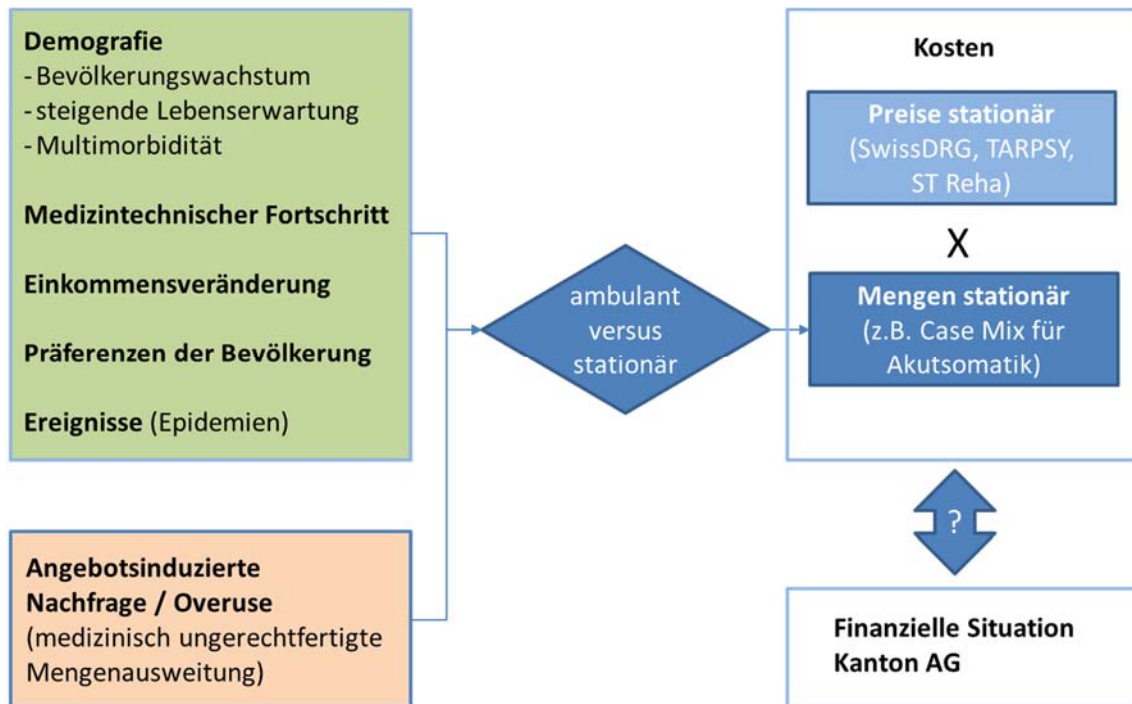 Demografie
- Bevölkerungswachstum
- steigende Lebenserwartung
- Multimorbidität
Medizintechnischer Fortschritt
Einkommensveränderung
Präferenzen der Bevölkerung
Ereignisse (Epidemien)
Angebotsinduzierte
Nachfrage / Overuse
(medizinisch ungerechtfertigte
Mengenausweitung)
ambulant
versus
stationär
Kosten
Preise stationär
(SwissDRG, TARPSY,
ST Reha)
X
Mengen stationär
(z.B. Case Mix für
Akutsomatik)
?
Finanzielle Situation
Kanton AG